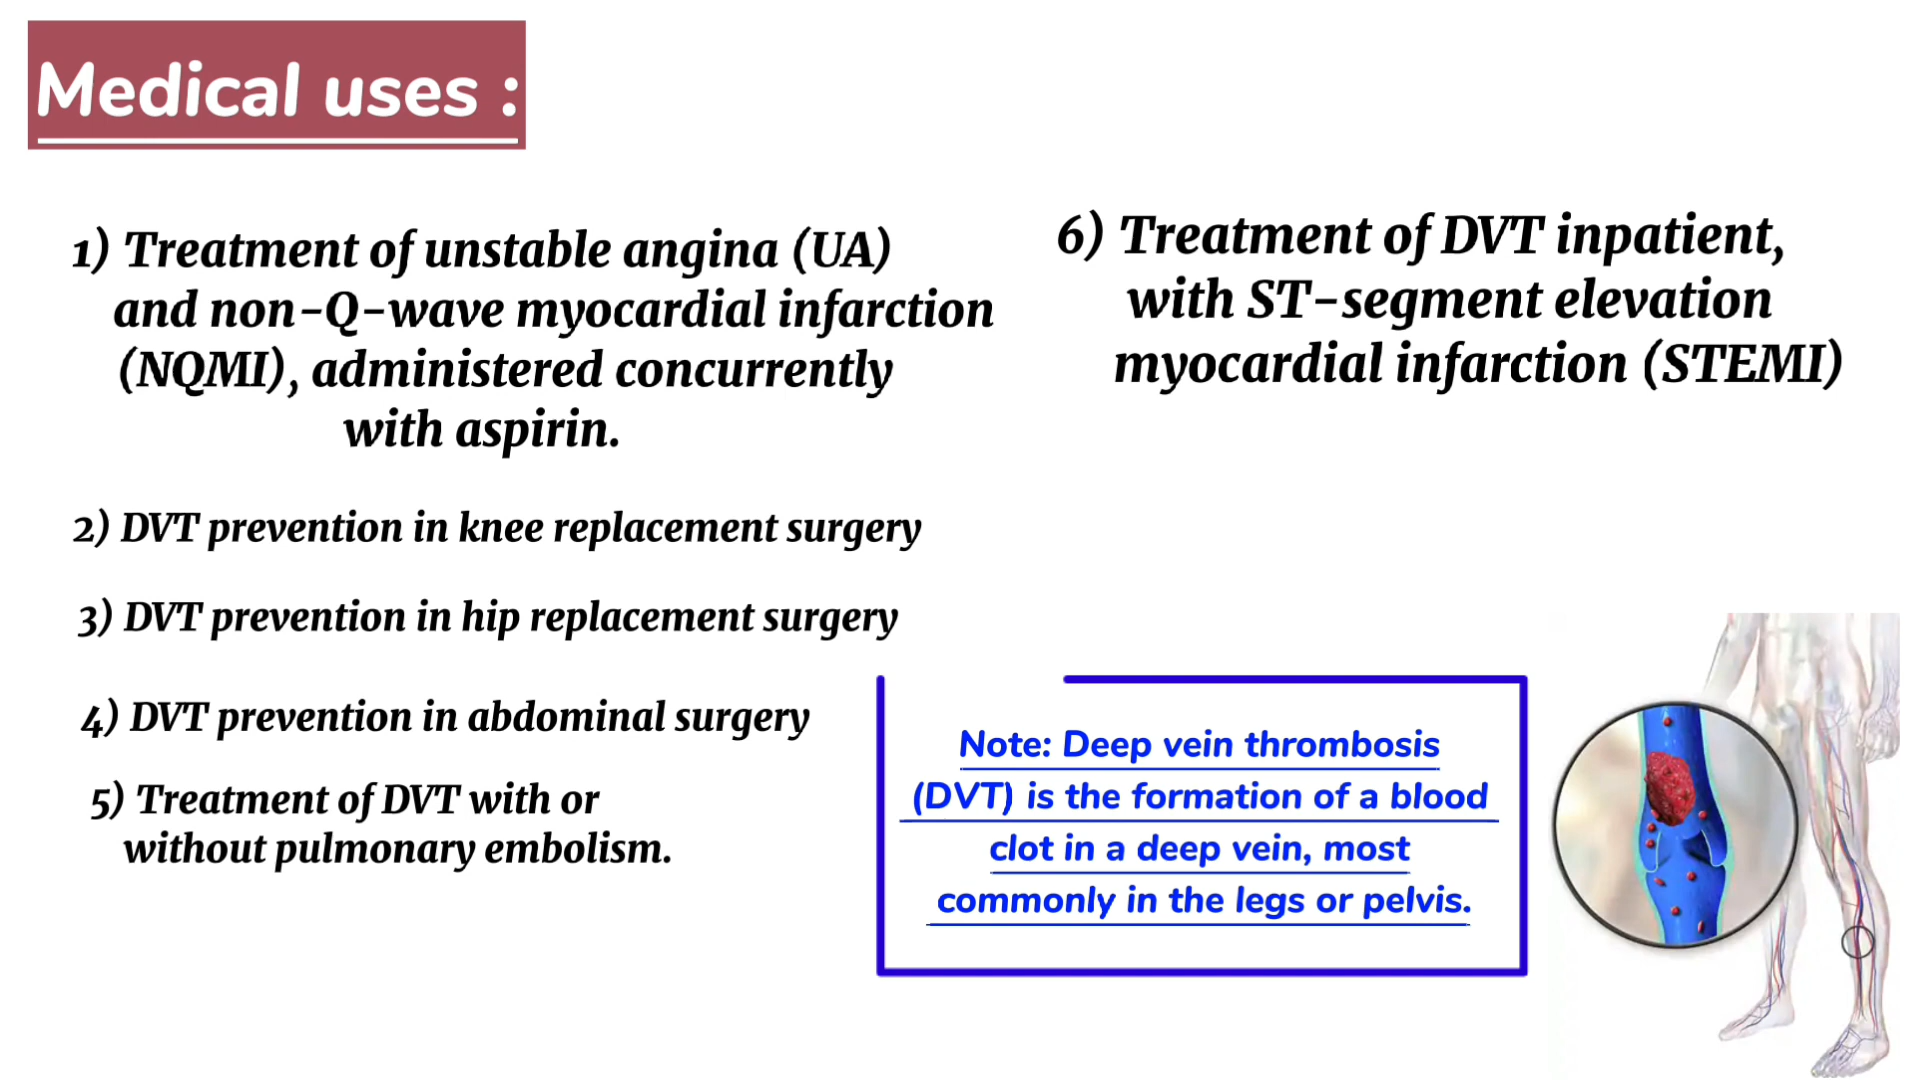 Medical uses :
1) Treatment of unstable angina (UA)
and non-Q-wave myocardial infarction
(NQMI), administered concurrently
with aspirin.
2) DVT prevention in knee replacement surgery
3) DVT prevention in hip replacement surgery
4) DVT prevention in abdominal surgery
5) Treatment of DVT with or
without pulmonary embolism.
6) Treatment of DVT inpatient,
with ST-segment elevation
myocardial infarction (STEMI)
Note: Deep vein thrombosis
(DVT) is the formation of a blood
clot in a deep vein, most
commonly in the legs or pelvis.